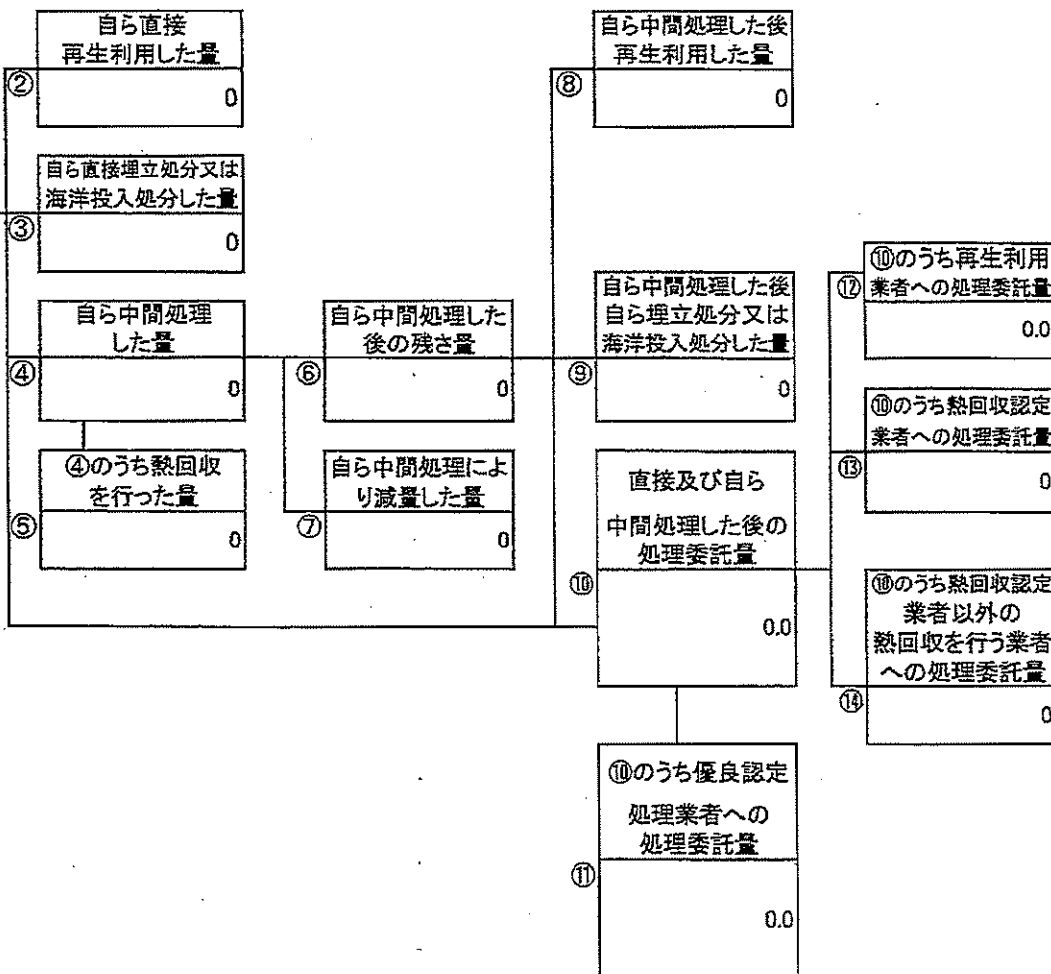 自ら直接
再生利用した量
②
0
自ら直接埋立処分又は
海洋投入処分した量
③
0
自ら中間処理
した量
④
0
④のうち熱回収
を行った量
⑤
0
自ら中間処理した
後の残さ量
⑥
0
自ら中間処理によ
り減量した量
⑦
0
自ら中間処理した後
再生利用した量
⑧
0
自ら中間処理した後
自ら埋立処分又は
海洋投入処分した量
⑨
0
直接及び自ら
中間処理した後の
処理委託量
⑩
0.0
⑩のうち優良認定
処理業者への
処理委託量
⑪
0.0
⑩のうち再生利用
業者への処理委託量
⑫
0.0
⑩のうち熱回収認定
業者への処理委託量
⑬
0
⑩のうち熱回収認定
業者以外の
熱回収を行う業者
への処理委託量
⑭
0